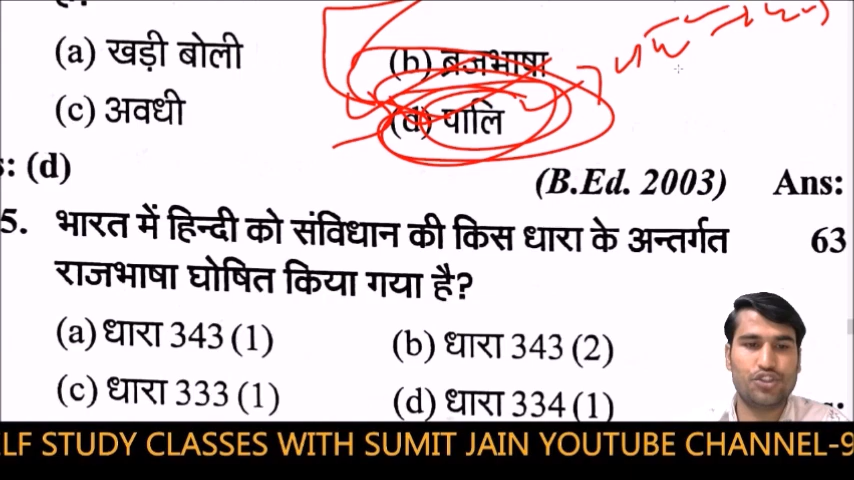 (a) खड़ी बोली (b) ब्रजभाषा
(c) अवधी (d) पालि
: (d)
(B.Ed. 2003) Ans:
5. भारत में हिन्दी को संविधान की किस धारा के अन्तर्गत 63
राजभाषा घोषित किया गया है?
(a) धारा 343 (1) (b) धारा 343 (2)
(c) धारा 333 (1) (d) धारा 334 (1)
LF STUDY CLASSES WITH SUMIT JAIN YOUTUBE CHANNEL-9